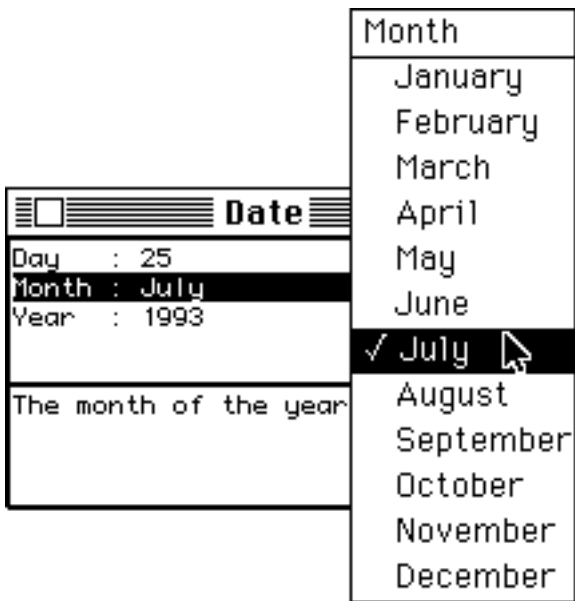 Date
Day : 25
Month : July
Year : 1993
The month of the year
Month
January
February
March
April
May
June
✓ July
August
September
October
November
December